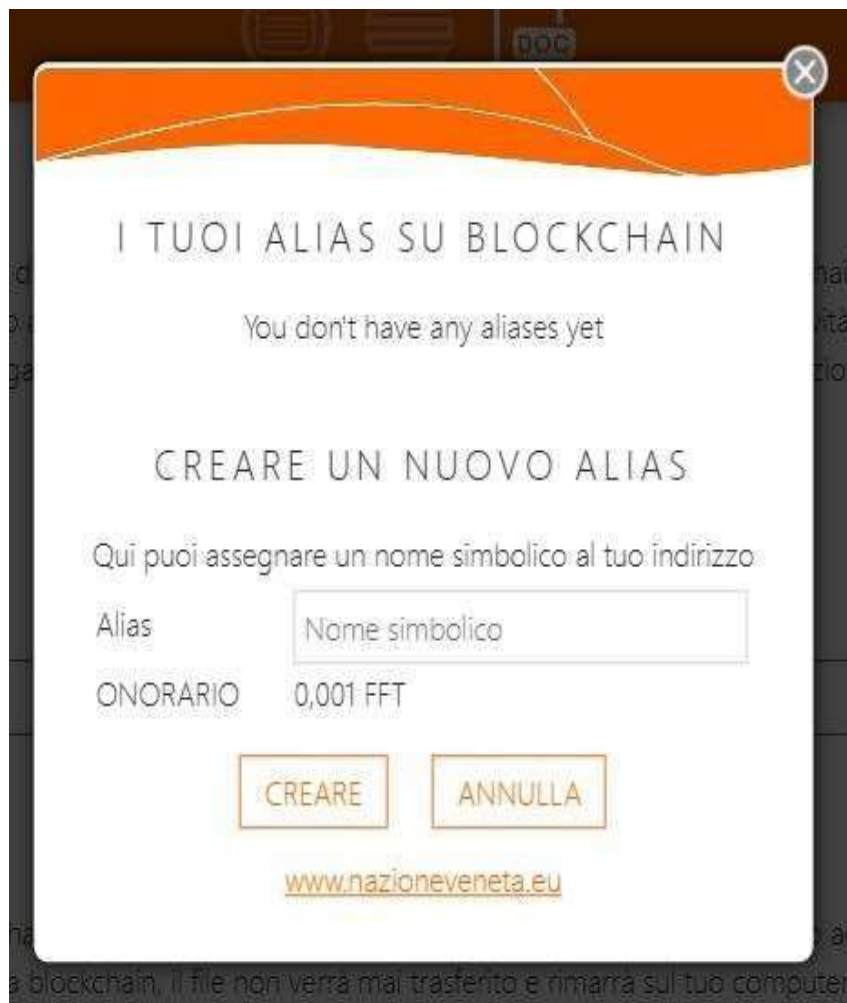 DOC
I TUOI ALIAS SU BLOCKCHAIN
You don't have any aliases yet
CREARE UN NUOVO ALIAS
Qui puoi assegnare un nome simbolico al tuo indirizzo
Alias
Nome simbolico
ONORARIO 0,001 FFT
CREARE ANNULLA
www.nazioneveneta.eu
a blockchain, il file non verrà mai trasferito e rimarrà sul tuo computer